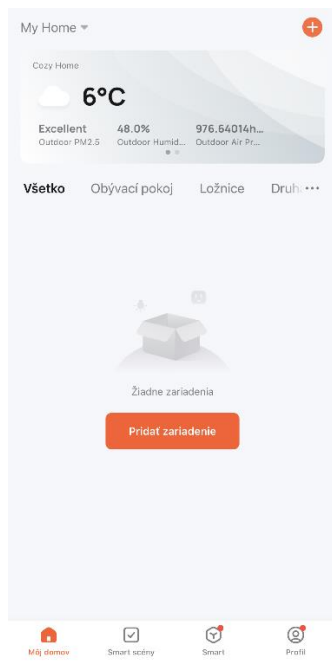 My Home
Cozy Home
6°C
Excellent 48.0% 976.64014h...
Outdoor PM2.5 Outdoor Humid... Outdoor Air Pr...
Všetko Obývací pokoj Ložnice Druh
Žiadne zariadenia
Pridať zariadenie
Môj domov Smart scény Smart Profil